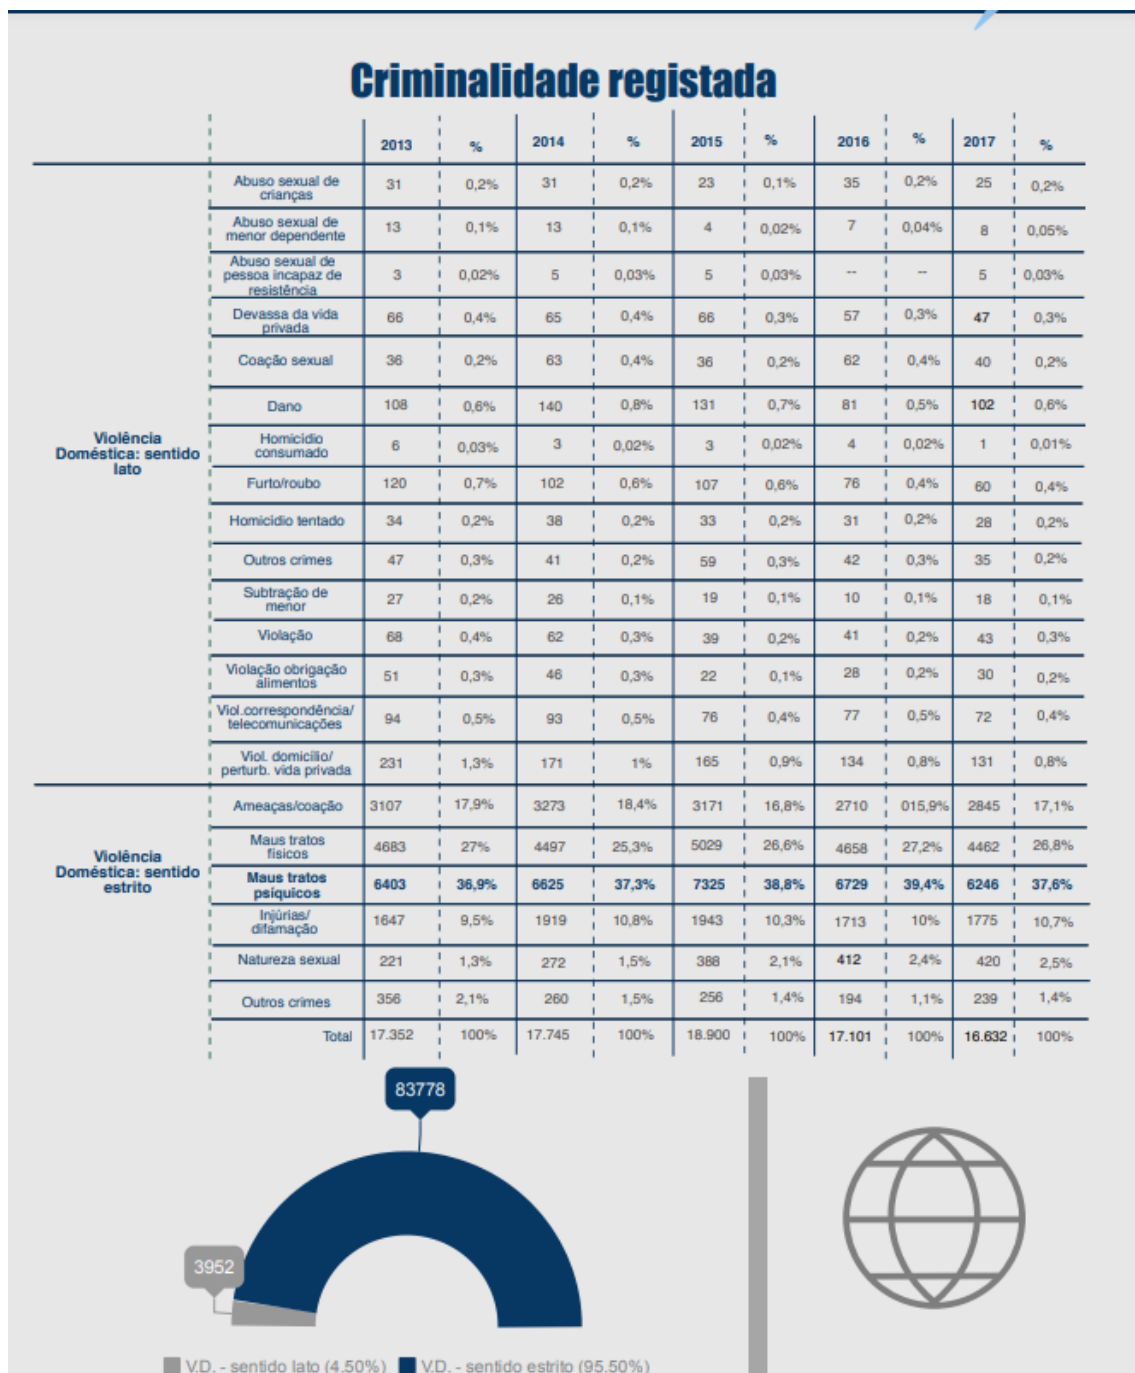 Criminalidade registada
2013 % 2014 % 2015 % 2016 % 2017 %
Violência Doméstica: sentido lato
Abuso sexual de crianças 31 0,2% 31 0,2% 23 0,1% 35 0,2% 25 0,2%
Abuso sexual de menor dependente 13 0,1% 13 0,1% 4 0,02% 7 0,04% 8 0,05%
Abuso sexual de pessoa incapaz de resistência 3 0,02% 5 0,03% 5 0,03% -- -- 5 0,03%
Devassa da vida privada 66 0,4% 65 0,4% 66 0,3% 57 0,3% 47 0,3%
Coação sexual 36 0,2% 63 0,4% 36 0,2% 62 0,4% 40 0,2%
Dano 108 0,6% 140 0,8% 131 0,7% 81 0,5% 102 0,6%
Homicídio consumado 6 0,03% 3 0,02% 3 0,02% 4 0,02% 1 0,01%
Furto/roubo 120 0,7% 102 0,6% 107 0,6% 76 0,4% 60 0,4%
Homicídio tentado 34 0,2% 38 0,2% 33 0,2% 31 0,2% 28 0,2%
Outros crimes 47 0,3% 41 0,2% 59 0,3% 42 0,3% 35 0,2%
Subtração de menor 27 0,2% 26 0,1% 19 0,1% 10 0,1% 18 0,1%
Violação 68 0,4% 62 0,3% 39 0,2% 41 0,2% 43 0,3%
Violação obrigação alimentos 51 0,3% 46 0,3% 22 0,1% 28 0,2% 30 0,2%
Viol.correspondência/ telecomunicações 94 0,5% 93 0,5% 76 0,4% 77 0,5% 72 0,4%
Viol. domicílio/ perturb. vida privada 231 1,3% 171 1% 165 0,9% 134 0,8% 131 0,8%
Violência Doméstica: sentido estrito
Ameaças/coação 3107 17,9% 3273 18,4% 3171 16,8% 2710 015,9% 2845 17,1%
Maus tratos físicos 4683 27% 4497 25,3% 5029 26,6% 4658 27,2% 4462 26,8%
Maus tratos psíquicos 6403 36,9% 6625 37,3% 7325 38,8% 6729 39,4% 6246 37,6%
Injúrias/ difamação 1647 9,5% 1919 10,8% 1943 10,3% 1713 10% 1775 10,7%
Natureza sexual 221 1,3% 272 1,5% 388 2,1% 412 2,4% 420 2,5%
Outros crimes 356 2,1% 260 1,5% 256 1,4% 194 1,1% 239 1,4%
Total 17.352 100% 17.745 100% 18.900 100% 17.101 100% 16.632 100%
83778
3952
V.D. - sentido lato (4.50%) V.D. - sentido estrito (95.50%)